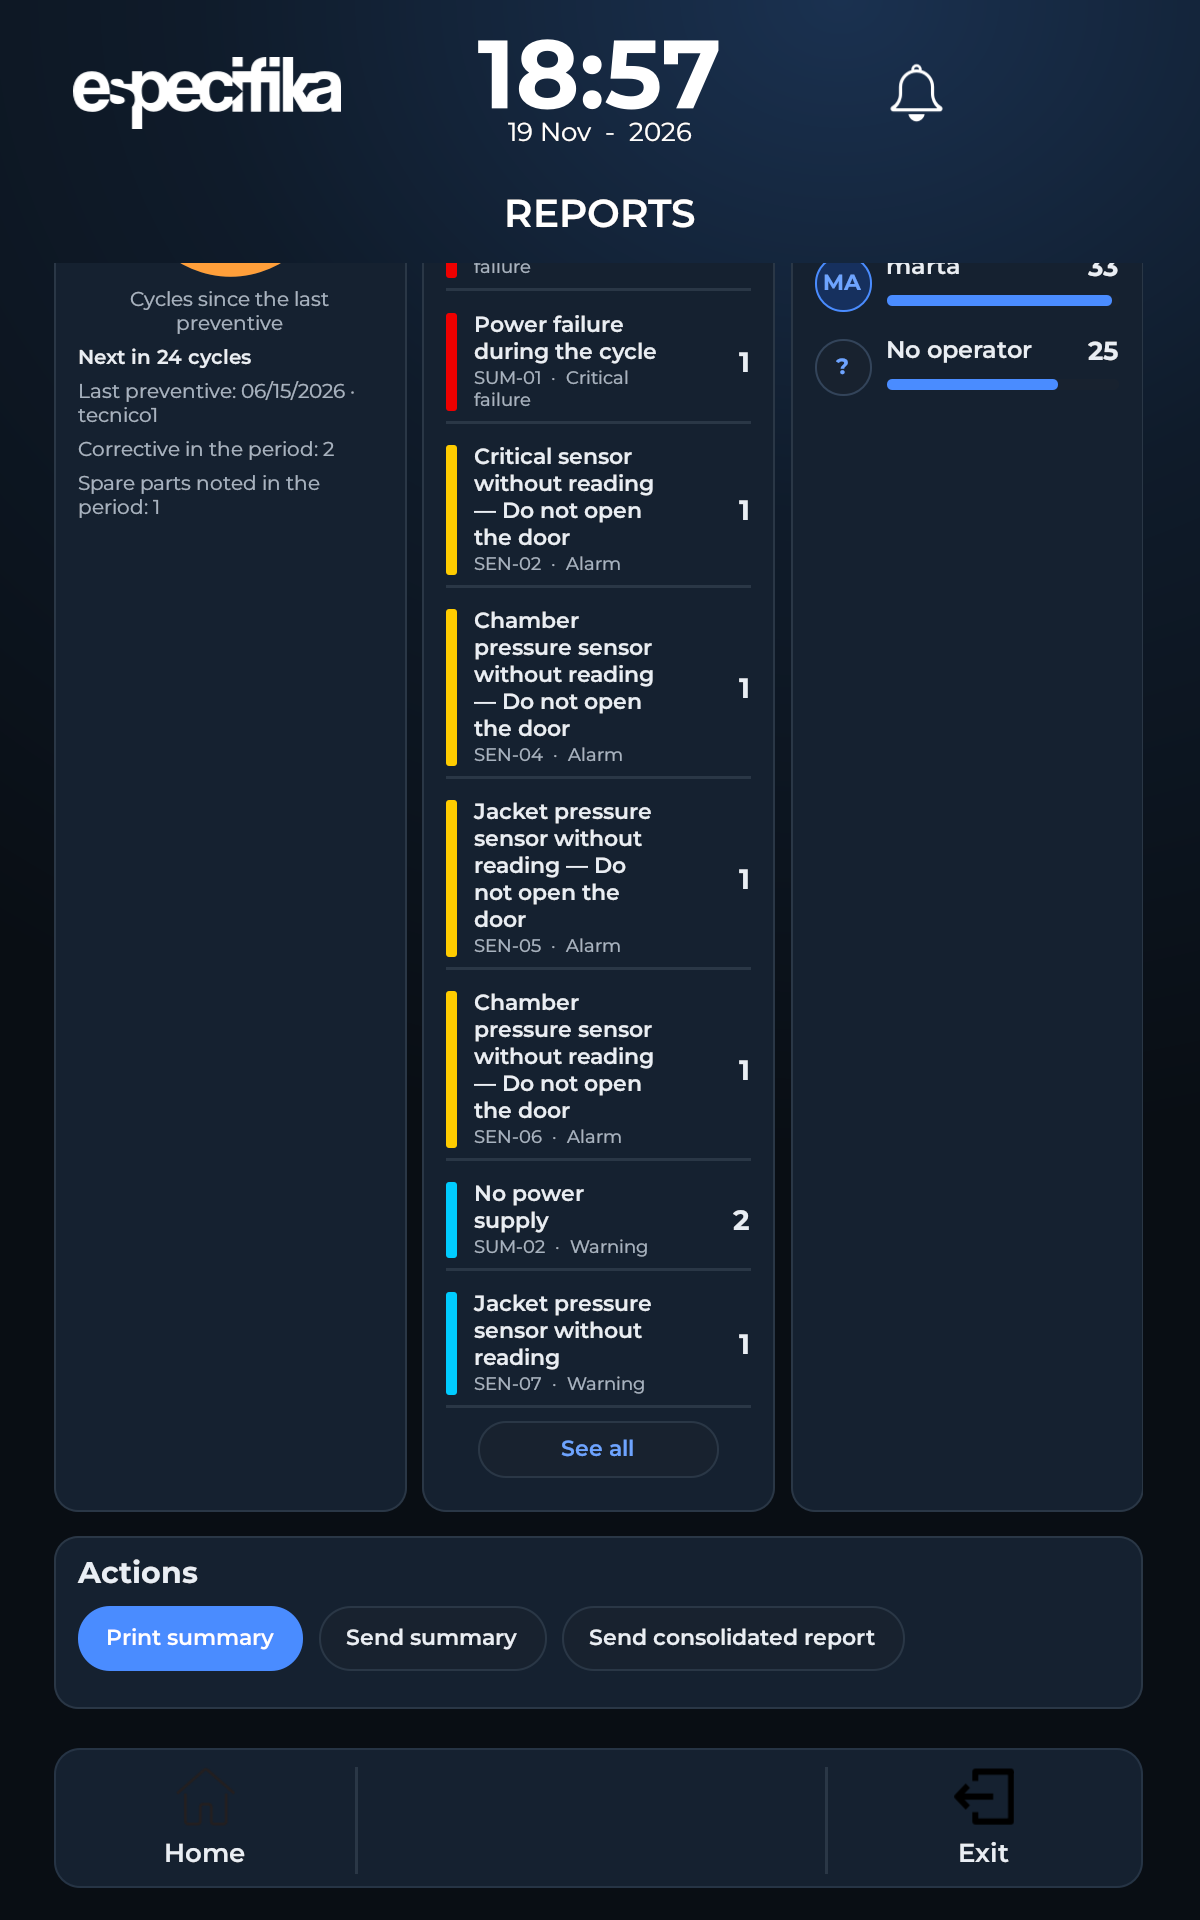 especifika
18:57
19 Nov - 2026
REPORTS
Cycles since the last
preventive
Next in 24 cycles
Last preventive: 06/15/2026 ·
tecnico1
Corrective in the period: 2
Spare parts noted in the
period: 1
failure
Power failure
during the cycle
1
SUM-01 · Critical
failure
Critical sensor
without reading
— Do not open
the door
1
SEN-02 · Alarm
Chamber
pressure sensor
without reading
— Do not open
the door
1
SEN-04 · Alarm
Jacket pressure
sensor without
reading — Do
not open the
door
1
SEN-05 · Alarm
Chamber
pressure sensor
without reading
— Do not open
the door
1
SEN-06 · Alarm
No power
supply
2
SUM-02 · Warning
Jacket pressure
sensor without
reading
1
SEN-07 · Warning
See all
MA
marta
33
?
No operator
25
Actions
Print summary
Send summary
Send consolidated report
Home
Exit